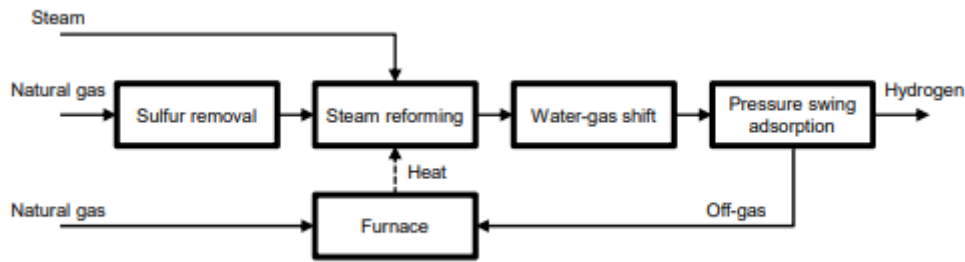 Steam
Natural gas
Sulfur removal
Steam reforming
Water-gas shift
Pressure swing
adsorption
Hydrogen
Heat
Natural gas
Furnace
Off-gas